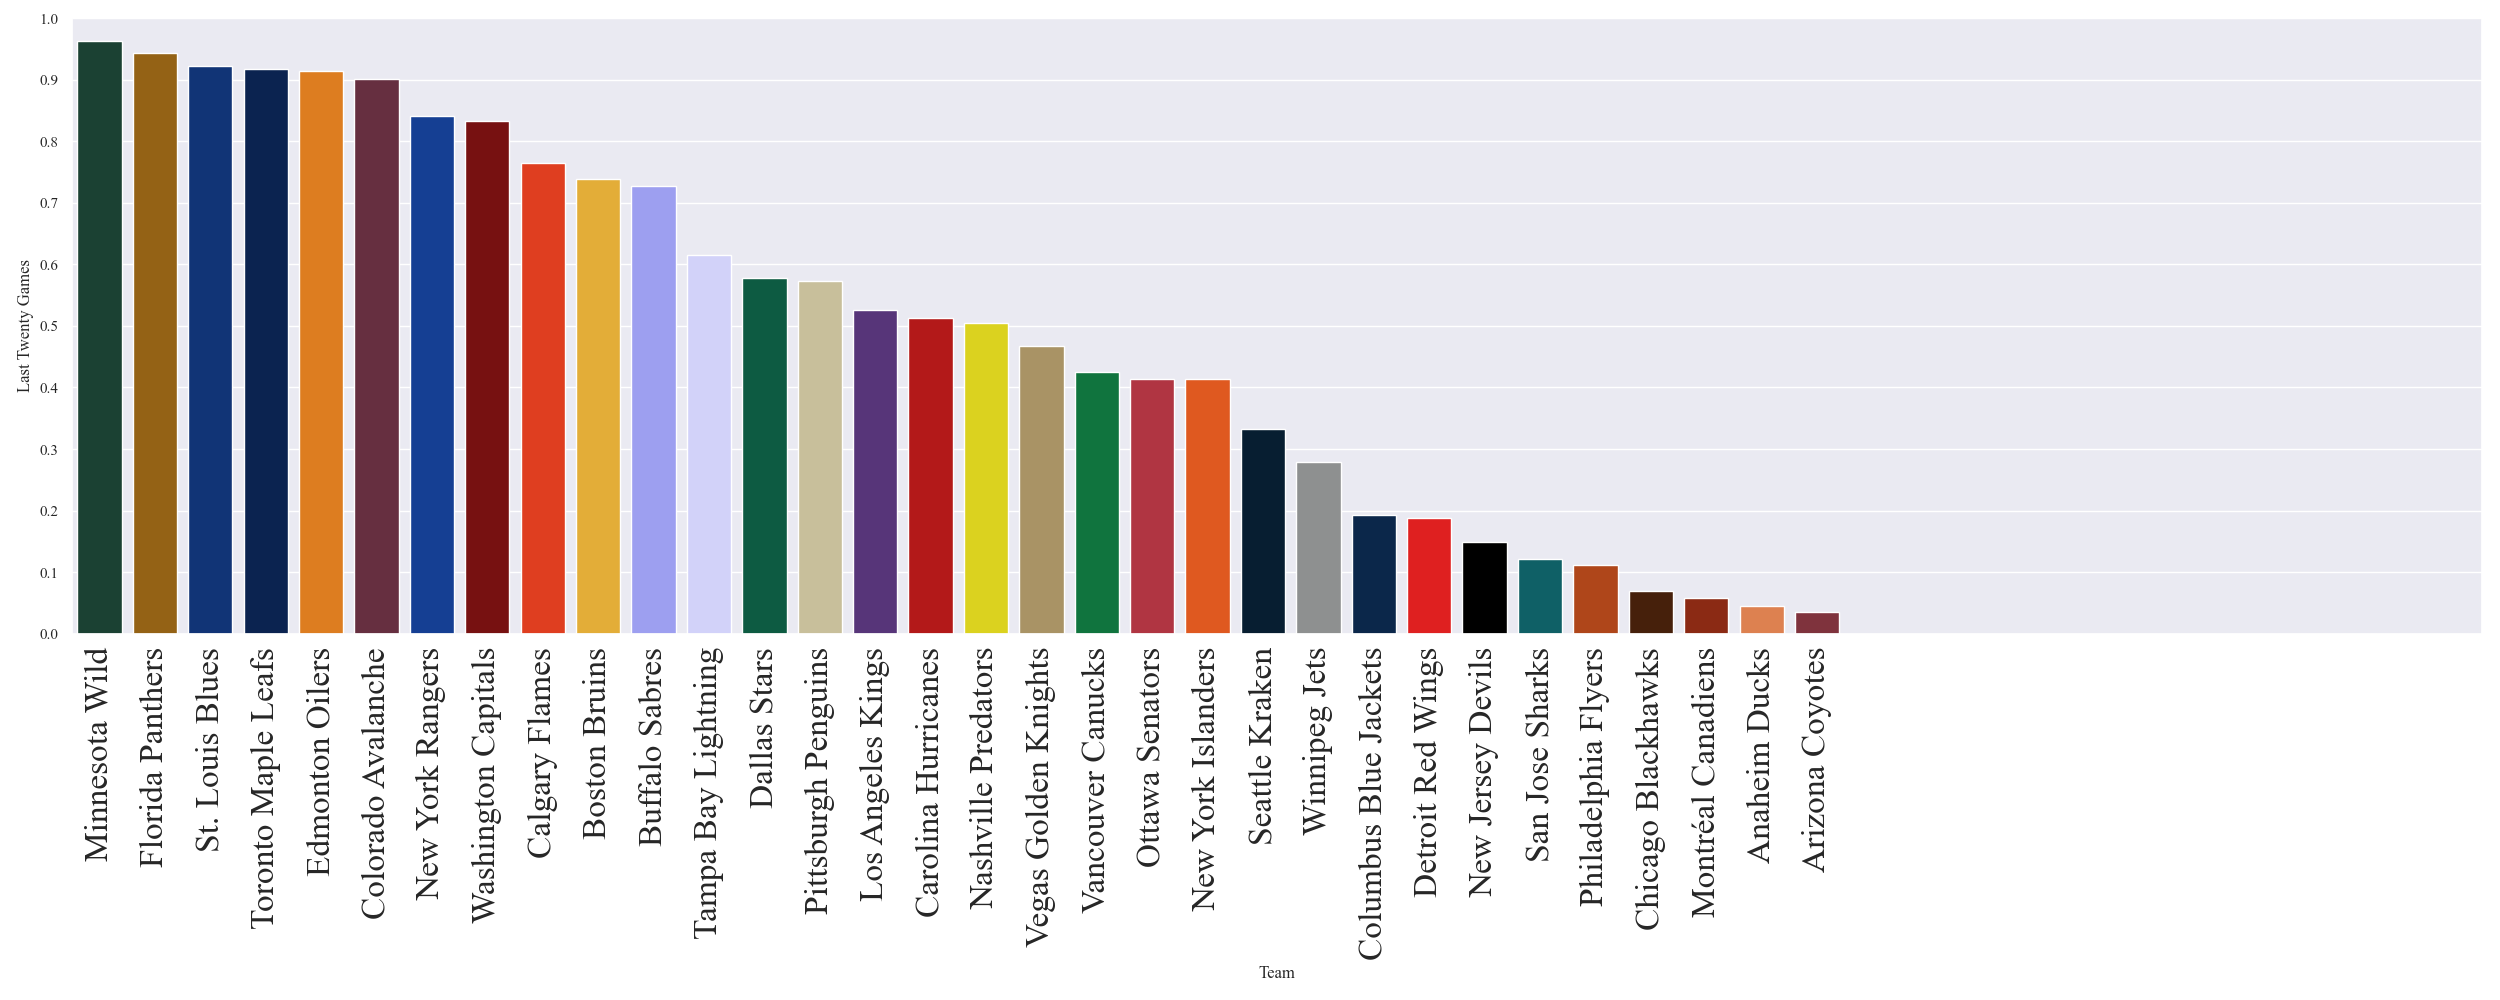 1.0
0.9
0.8
0.7
0.6
0.5
0.4
0.3
0.2
0.1
0.0
Last Twenty Games
Minnesota Wild
Florida Panthers
St. Louis Blues
Toronto Maple Leafs
Edmonton Oilers
Colorado Avalanche
New York Rangers
Washington Capitals
Calgary Flames
Boston Bruins
Buffalo Sabres
Tampa Bay Lightning
Dallas Stars
Pittsburgh Penguins
Los Angeles Kings
Carolina Hurricanes
Nashville Predators
Vegas Golden Knights
Vancouver Canucks
Ottawa Senators
New York Islanders
Seattle Kraken
Winnipeg Jets
Columbus Blue Jackets
Detroit Red Wings
New Jersey Devils
San Jose Sharks
Philadelphia Flyers
Chicago Blackhawks
Montréal Canadiens
Anaheim Ducks
Arizona Coyotes
Team